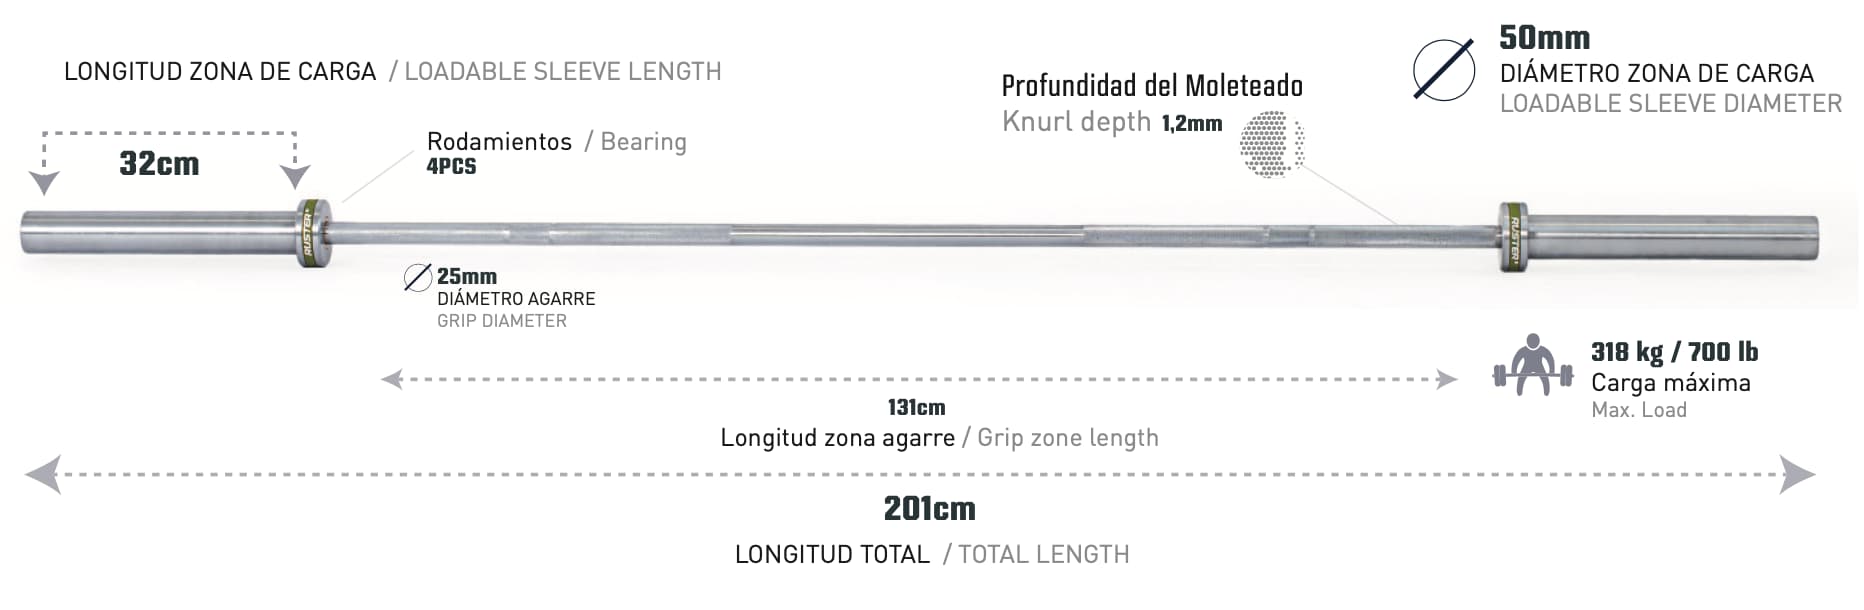 LONGITUD ZONA DE CARGA / LOADABLE SLEEVE LENGTH
32cm
Rodamientos / Bearing
4PCS
Profundidad del Moleteado
Knurl depth 1,2mm
50mm
DIÁMETRO ZONA DE CARGA
LOADABLE SLEEVE DIAMETER
RUSTER
RUSTER
25mm
DIÁMETRO AGARRE
GRIP DIAMETER
318 kg / 700 lb
Carga máxima
Max. Load
131cm
Longitud zona agarre / Grip zone length
201cm
LONGITUD TOTAL / TOTAL LENGTH